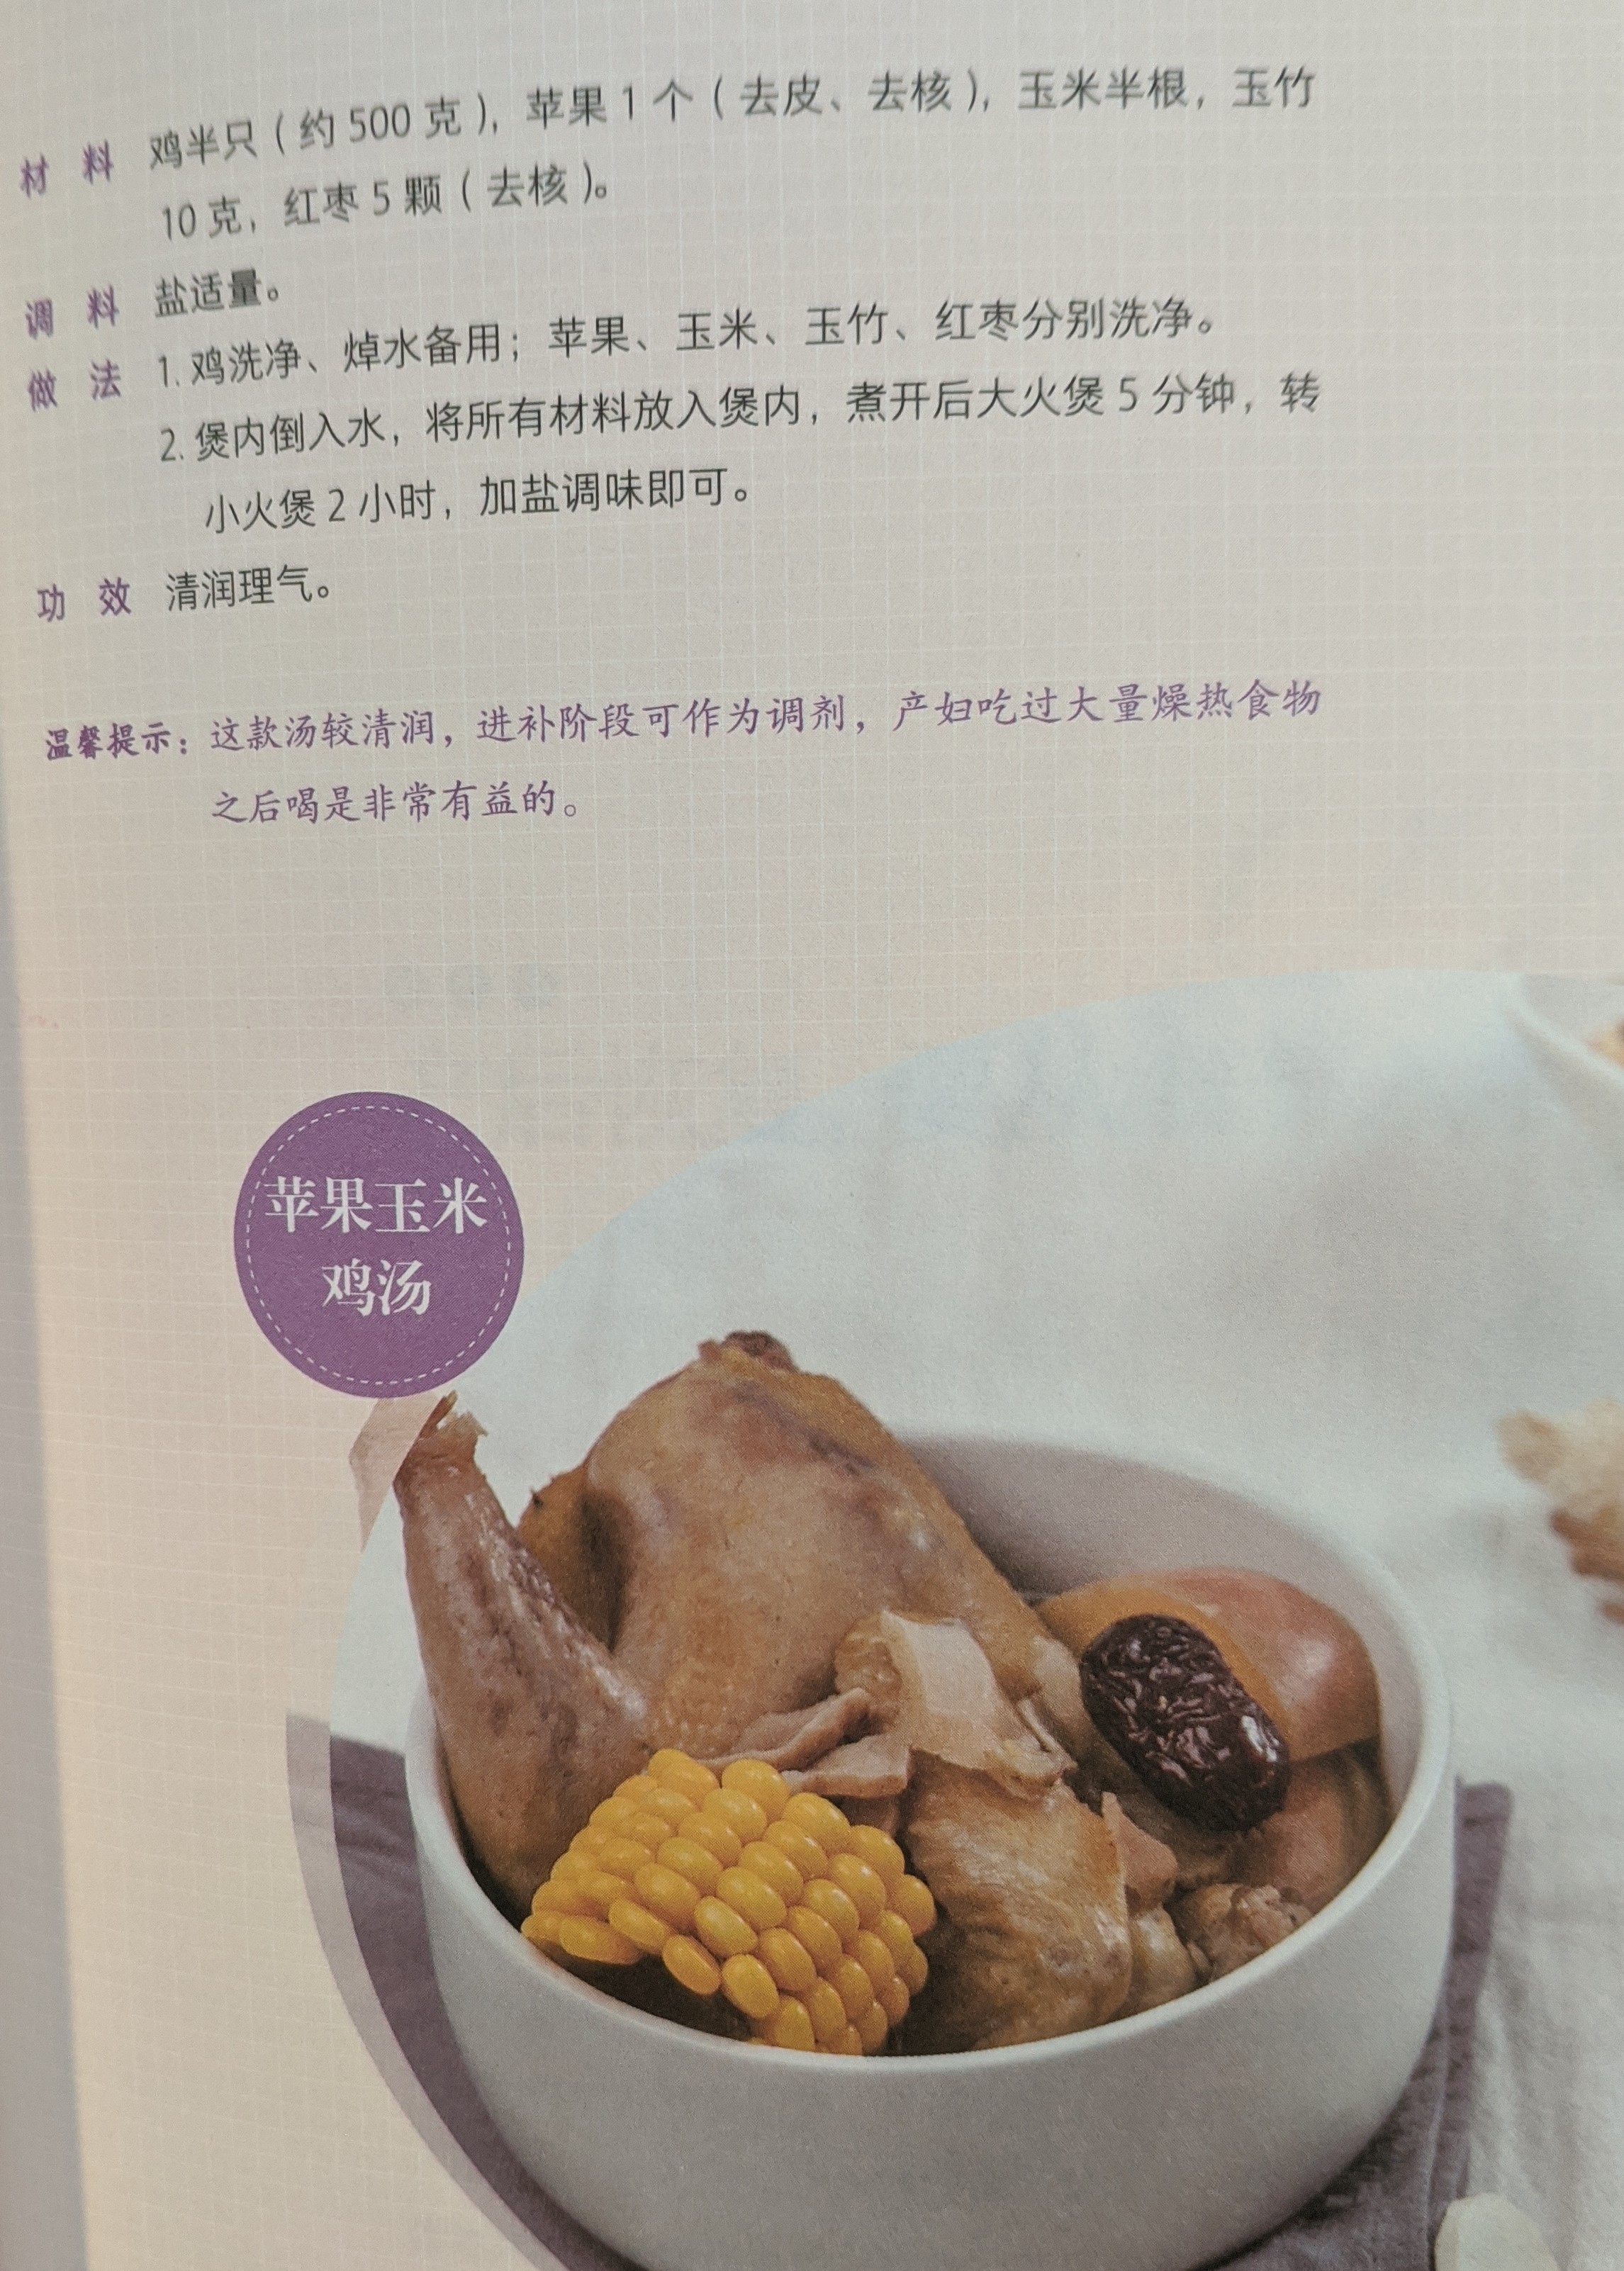 材 料 鸡半只（约 500 克），苹果 1 个（去皮、去核），玉米半根，玉竹
10 克，红枣 5 颗（去核）。
调 料 盐适量。
做 法 1. 鸡洗净、焯水备用；苹果、玉米、玉竹、红枣分别洗净。
2. 煲内倒入水，将所有材料放入煲内，煮开后大火煲 5 分钟，转
小火煲 2 小时，加盐调味即可。
功 效 清润理气。
温馨提示：这款汤较清润，进补阶段可作为调剂，产妇吃过大量燥热食物
之后喝是非常有益的。
苹果玉米
鸡汤